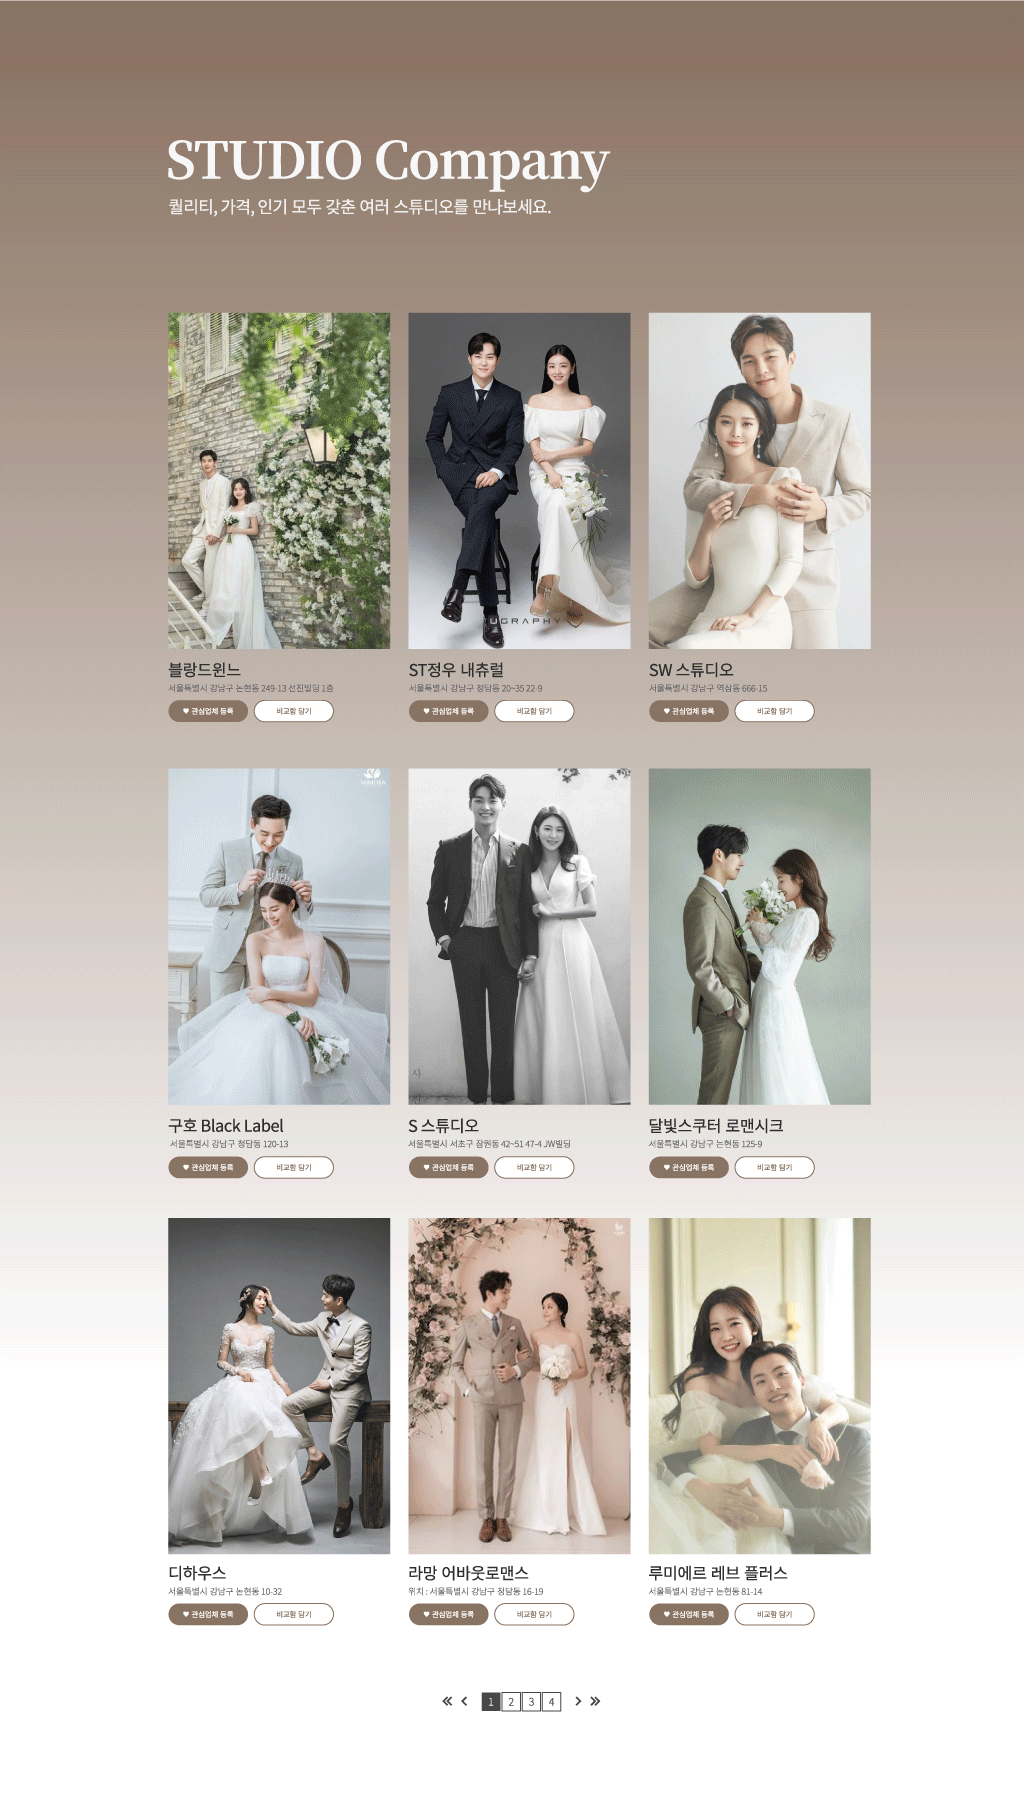 STUDIO Company
퀄리티, 가격, 인기 모두 갖춘 여러 스튜디오를 만나보세요.
UGRAPHY
블랑드윈느
서울특별시 강남구 논현동 249-13 선진빌딩 1층
♥ 관심업체 등록 비교함 담기
ST정우 내츄럴
서울특별시 강남구 청담동 20~35 22-9
♥ 관심업체 등록 비교함 담기
SW 스튜디오
서울특별시 강남구 역삼동 666-15
♥ 관심업체 등록 비교함 담기
사
진
구호 Black Label
서울특별시 강남구 청담동 120-13
♥ 관심업체 등록 비교함 담기
S 스튜디오
서울특별시 서초구 잠원동 42~51 47-4 JW빌딩
♥ 관심업체 등록 비교함 담기
달빛스쿠터 로맨시크
서울특별시 강남구 논현동 125-9
♥ 관심업체 등록 비교함 담기
디하우스
서울특별시 강남구 논현동 10-32
♥ 관심업체 등록 비교함 담기
라망 어바웃로맨스
위치 : 서울특별시 강남구 청담동 16-19
♥ 관심업체 등록 비교함 담기
루미에르 레브 플러스
서울특별시 강남구 논현동 81-14
♥ 관심업체 등록 비교함 담기
1 2 3 4